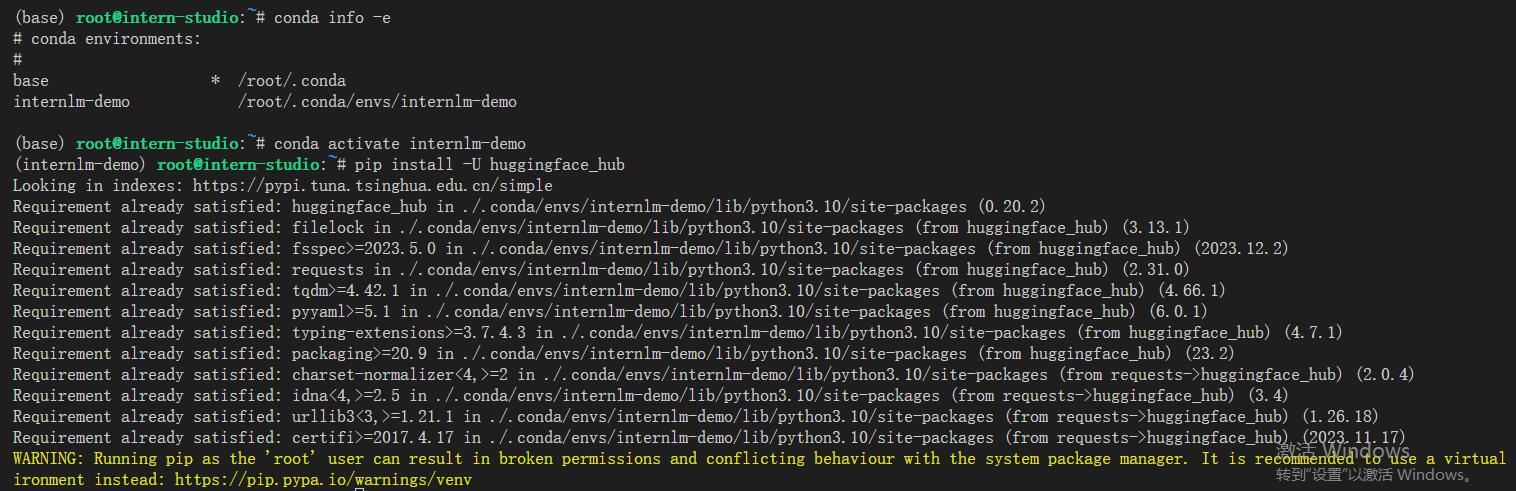 (base) root@intern-studio:~# conda info -e
# conda environments:
#
base                  *  /root/.conda
internlm-demo            /root/.conda/envs/internlm-demo
(base) root@intern-studio:~# conda activate internlm-demo
(internlm-demo) root@intern-studio:~# pip install -U huggingface_hub
Looking in indexes: https://pypi.tuna.tsinghua.edu.cn/simple
Requirement already satisfied: huggingface_hub in ./.conda/envs/internlm-demo/lib/python3.10/site-packages (0.20.2)
Requirement already satisfied: filelock in ./.conda/envs/internlm-demo/lib/python3.10/site-packages (from huggingface_hub) (3.13.1)
Requirement already satisfied: fsspec>=2023.5.0 in ./.conda/envs/internlm-demo/lib/python3.10/site-packages (from huggingface_hub) (2023.12.2)
Requirement already satisfied: requests in ./.conda/envs/internlm-demo/lib/python3.10/site-packages (from huggingface_hub) (2.31.0)
Requirement already satisfied: tqdm>=4.42.1 in ./.conda/envs/internlm-demo/lib/python3.10/site-packages (from huggingface_hub) (4.66.1)
Requirement already satisfied: pyyaml>=5.1 in ./.conda/envs/internlm-demo/lib/python3.10/site-packages (from huggingface_hub) (6.0.1)
Requirement already satisfied: typing-extensions>=3.7.4.3 in ./.conda/envs/internlm-demo/lib/python3.10/site-packages (from huggingface_hub) (4.7.1)
Requirement already satisfied: packaging>=20.9 in ./.conda/envs/internlm-demo/lib/python3.10/site-packages (from huggingface_hub) (23.2)
Requirement already satisfied: charset-normalizer<4,>=2 in ./.conda/envs/internlm-demo/lib/python3.10/site-packages (from requests->huggingface_hub) (2.0.4)
Requirement already satisfied: idna<4,>=2.5 in ./.conda/envs/internlm-demo/lib/python3.10/site-packages (from requests->huggingface_hub) (3.4)
Requirement already satisfied: urllib3<3,>=1.21.1 in ./.conda/envs/internlm-demo/lib/python3.10/site-packages (from requests->huggingface_hub) (1.26.18)
Requirement already satisfied: certifi>=2017.4.17 in ./.conda/envs/internlm-demo/lib/python3.10/site-packages (from requests->huggingface_hub) (2023.11.17)
WARNING: Running pip as the 'root' user can result in broken permissions and conflicting behaviour with the system package manager. It is recommended to use a virtual
ironment instead: https://pip.pypa.io/warnings/venv
激活 Windows
转到“设置”以激活 Windows。